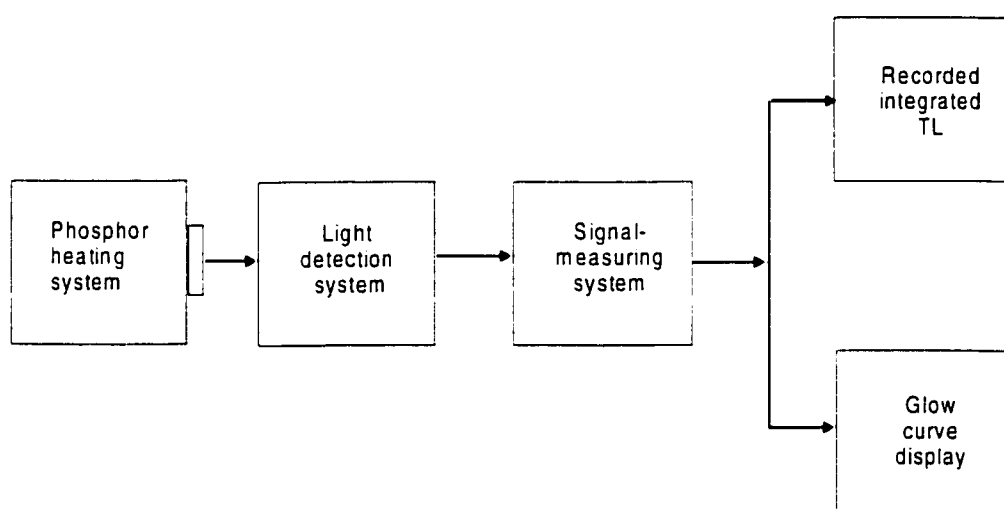 Phosphor
heating
system
Light
detection
system
Signal-
measuring
system
Recorded
integrated
TL
Glow
curve
display